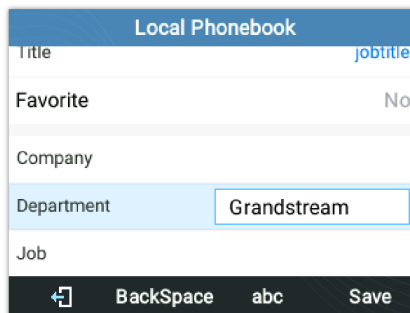 Local Phonebook
Title jobtitle
Favorite No
Company
Department Grandstream
Job
BackSpace abc Save